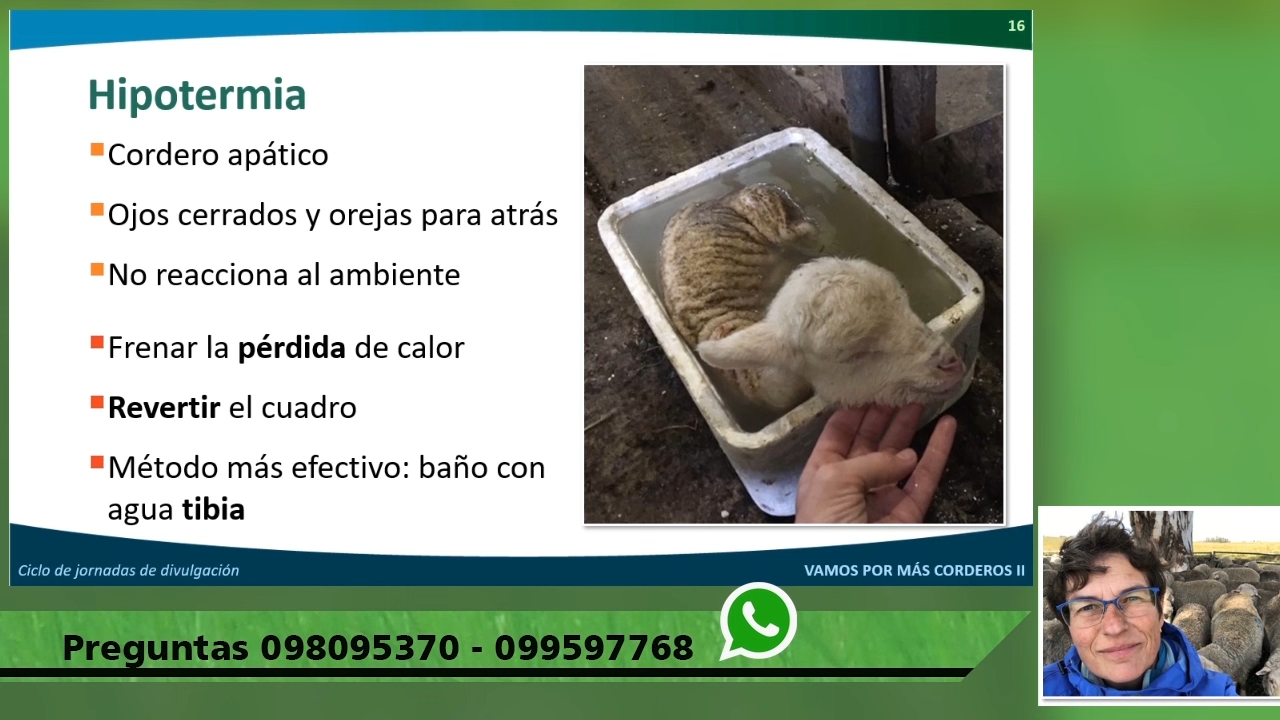 16
Hipotermia
Cordero apático
Ojos cerrados y orejas para atrás
No reacciona al ambiente
Frenar la pérdida de calor
Revertir el cuadro
Método más efectivo: baño con
agua tibia
Ciclo de jornadas de divulgación
VAMOS POR MÁS CORDEROS II
Preguntas 098095370 - 099597768